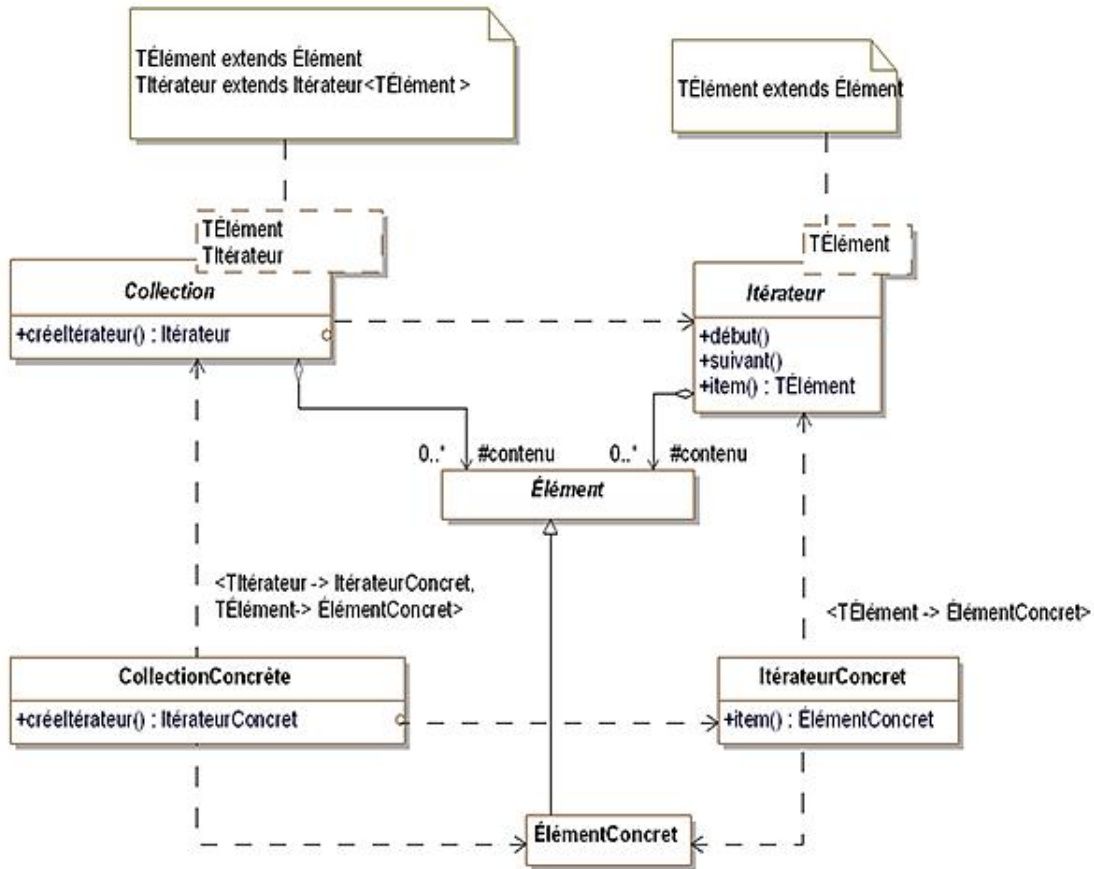 TÉlément extends Élément
TItérateur extends Itérateur<TÉlément >
TÉlément extends Élément
TÉlément
TItérateur
TÉlément
Collection
+créeItérateur() : Itérateur
Itérateur
+début()
+suivant()
+item() : TÉlément
0..*
#contenu
0..*
#contenu
Élément
<TItérateur -> ItérateurConcret,
TÉlément-> ÉlémentConcret>
<TÉlément -> ÉlémentConcret>
CollectionConcrète
+créeItérateur() : ItérateurConcret
ItérateurConcret
+item() : ÉlémentConcret
ÉlémentConcret